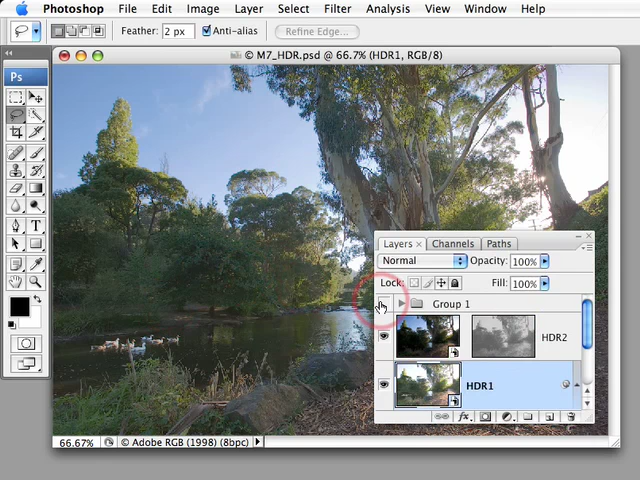 Photoshop File Edit Image Layer Select Filter Analysis View Window Help
Feather: 2 px Anti-alias Refine Edge...
© M7_HDR.psd @ 66.7% (HDR1, RGB/8)
Ps
Layers × Channels Paths
Normal Opacity: 100%
Lock: Fill: 100%
Group 1
HDR2
HDR1
fx
T
66.67% © Adobe RGB (1998) (8bpc)